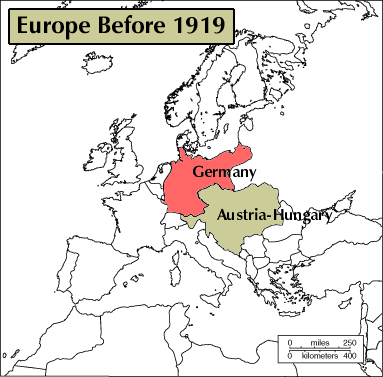 Europe Before 1919
Germany
Austria-Hungary
0 miles 250
0 kilometers 400